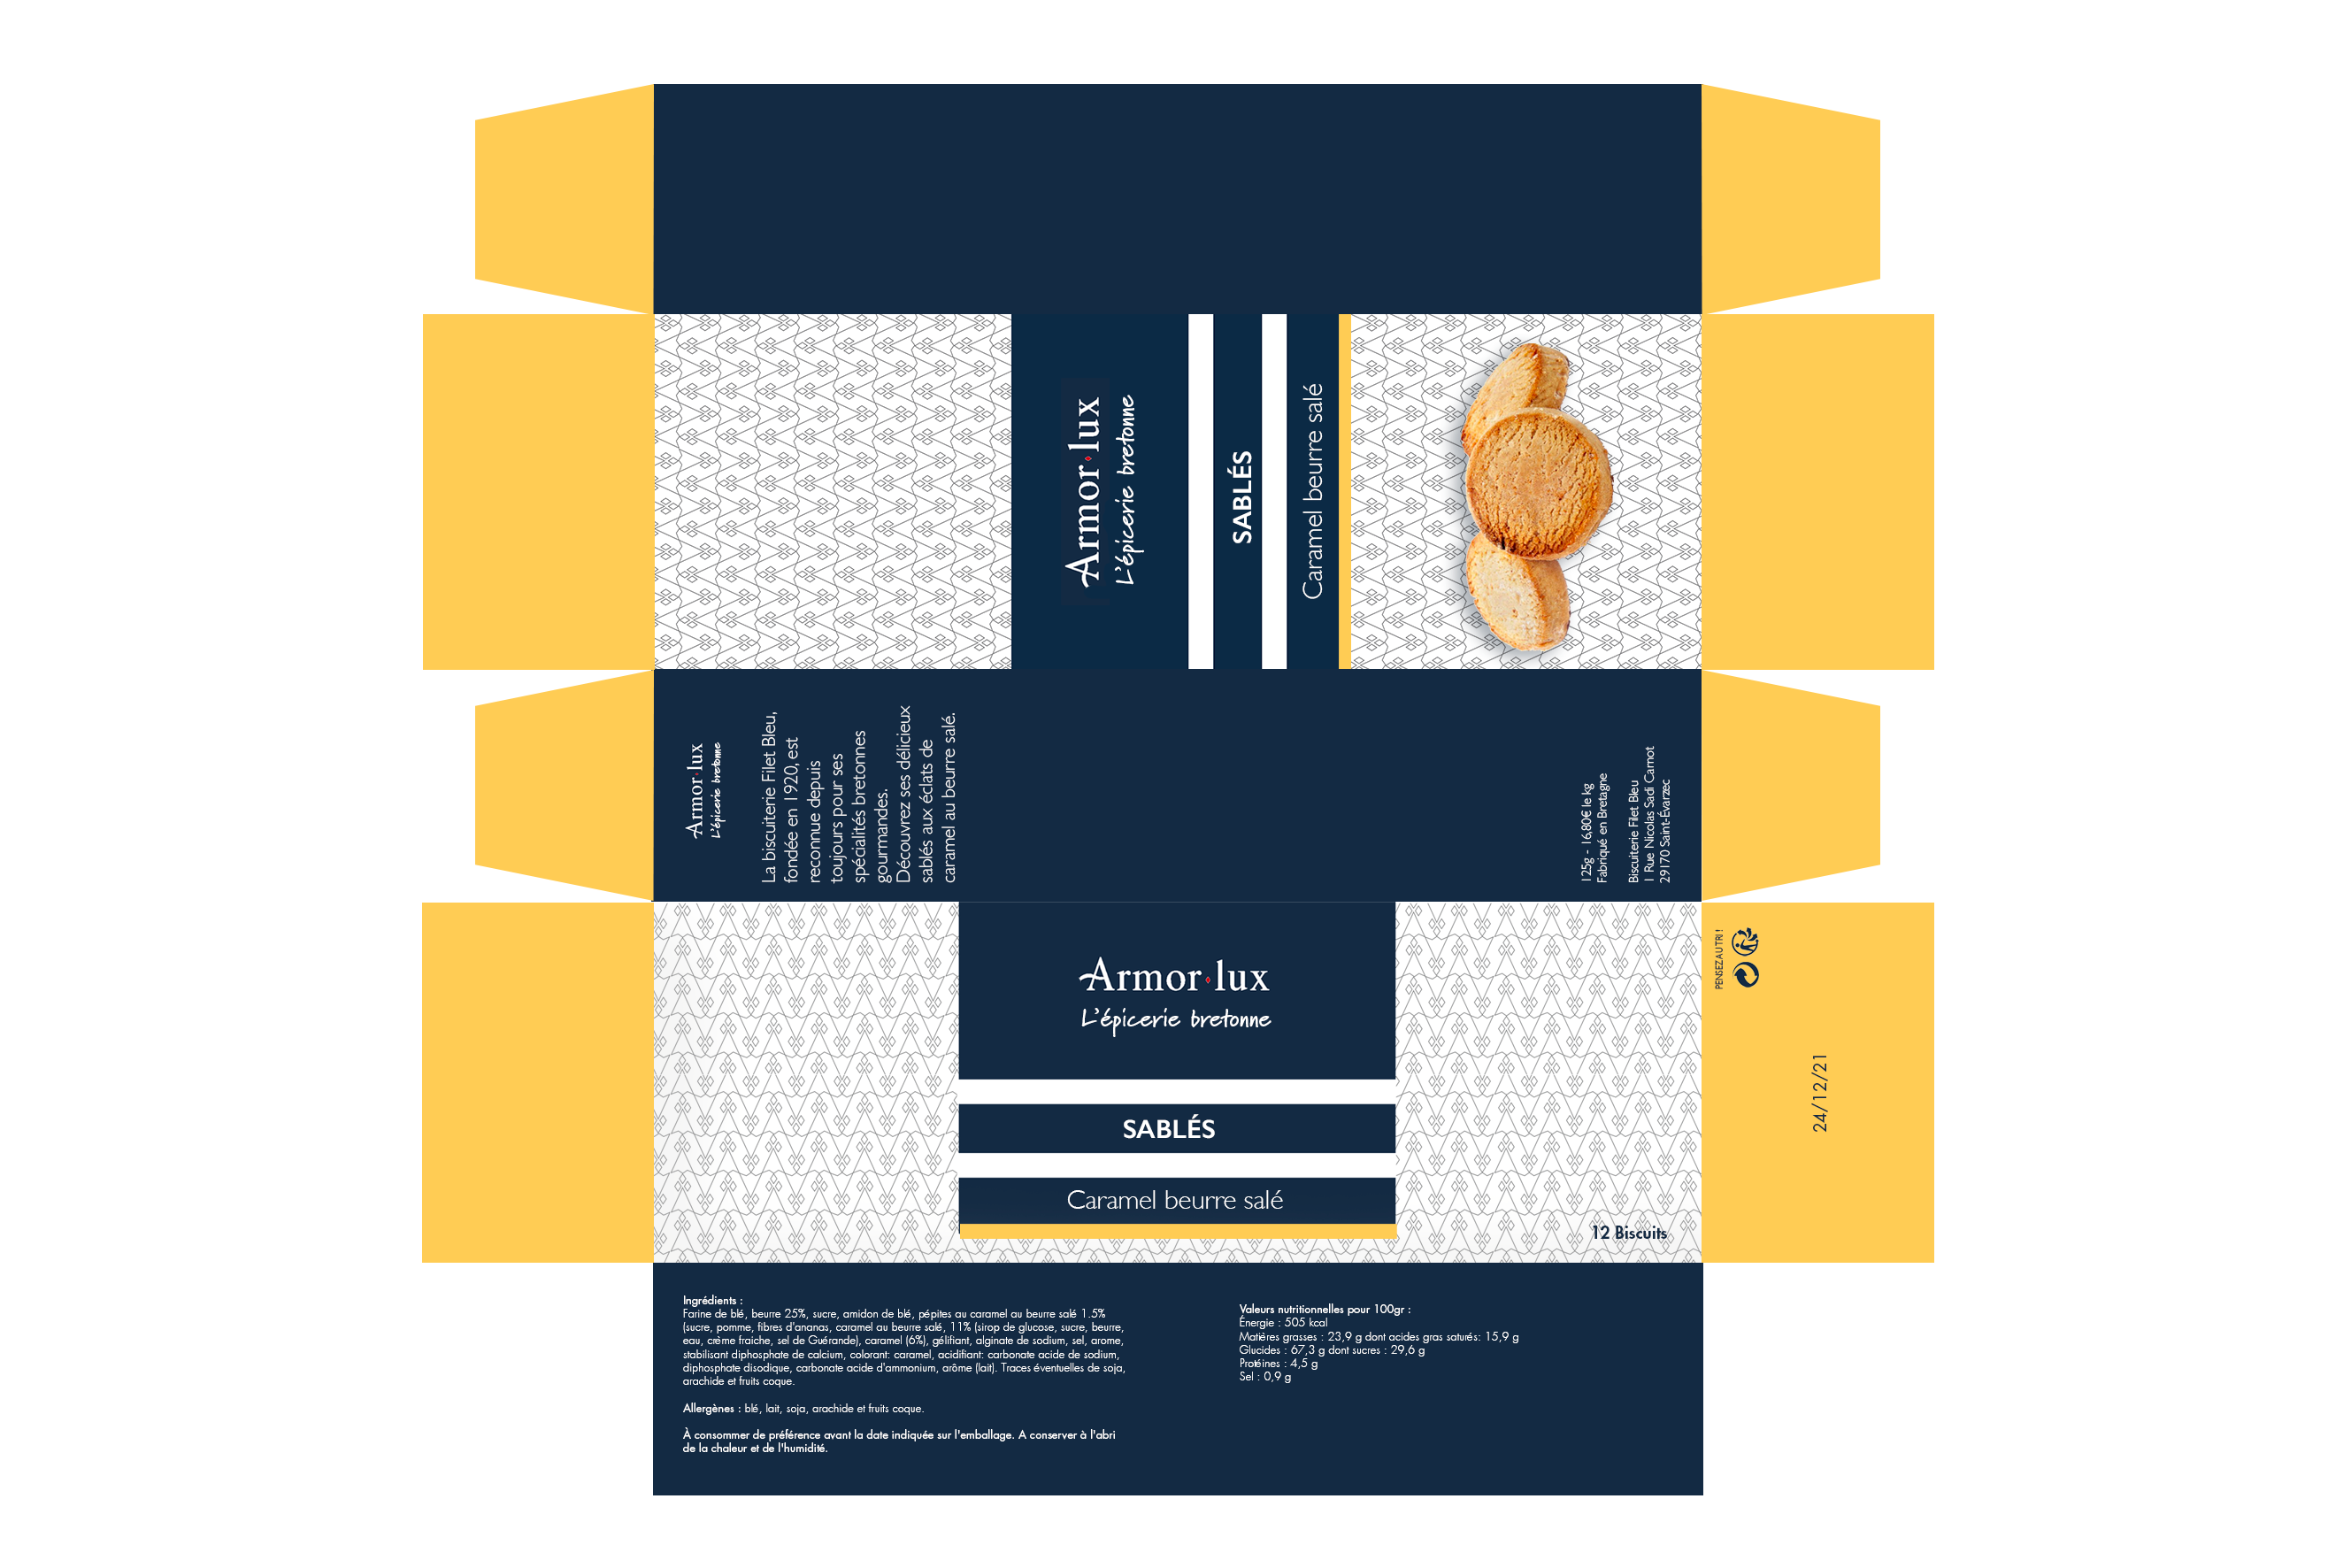 Armor lux
L'épicerie bretonne
SABLÉS
Caramel beurre salé
Armor lux
L'épicerie bretonne
La biscuiterie Filet Bleu,
fondée en 1920, est
reconnue depuis
toujours pour ses
spécialités bretonnes
gourmandes.
Découvrez ses délicieux
sablés aux éclats de
caramel au beurre salé.
125g - 16,80€ le kg
Fabriqué en Bretagne
Biscuiterie Filet Bleu
1 Rue Nicolas Sadi Carnot
29170 Saint-Évarzec
Armor lux
L'épicerie bretonne
SABLÉS
Caramel beurre salé
12 Biscuits
PENSEZ AU TRI !
24/12/21
Ingrédients :
Farine de blé, beurre 25%, sucre, amidon de blé, pépites au caramel au beurre salé 1.5%
(sucre, pomme, fibres d'ananas, caramel au beurre salé, 11% (sirop de glucose, sucre, beurre,
eau, crème fraiche, sel de Guérande), caramel (6%), gélifiant, alginate de sodium, sel, arome,
stabilisant diphosphate de calcium, colorant: caramel, acidifiant: carbonate acide de sodium,
diphosphate disodique, carbonate acide d'ammonium, arôme (lait). Traces éventuelles de soja,
arachide et fruits coque.
Allergènes : blé, lait, soja, arachide et fruits coque.
À consommer de préférence avant la date indiquée sur l'emballage. A conserver à l'abri
de la chaleur et de l'humidité.
Valeurs nutritionnelles pour 100gr :
Énergie : 505 kcal
Matières grasses : 23,9 g dont acides gras saturés: 15,9 g
Glucides : 67,3 g dont sucres : 29,6 g
Protéines : 4,5 g
Sel : 0,9 g